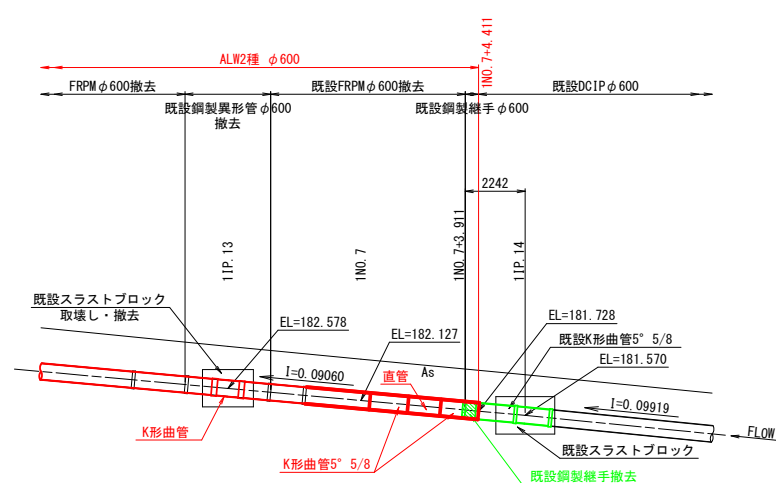 ALW2種 φ600
1NO.7+4.411
FRPMφ600撤去
既設FRPMφ600撤去
既設DCIPφ600
既設鋼製異形管φ600
撤去
既設鋼製継手φ600
2242
1IP.13
1NO.7
1NO.7+3.911
1IP.14
既設スラストブロック
取壊し・撤去
EL=182.578
EL=182.127
EL=181.728
既設K形曲管5°5/8
EL=181.570
I=0.09060
直管
As
I=0.09919
K形曲管
K形曲管5°5/8
既設スラストブロック
FLOW
既設鋼製継手撤去